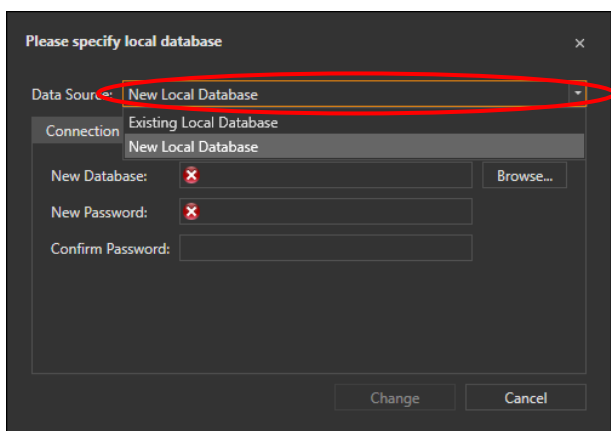 Please specify local database
Data Source: New Local Database
Existing Local Database
Connection
New Local Database
New Database:
Browse...
New Password:
Confirm Password:
Change
Cancel